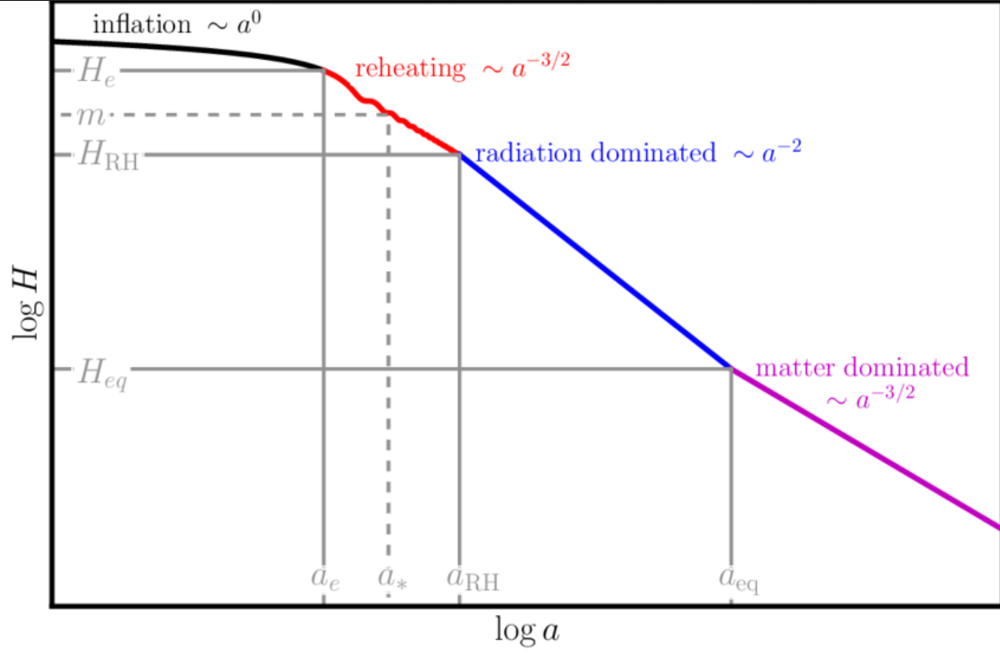 inflation ∼ a^0
H_e
reheating ∼ a^{-3/2}
m
H_RH
radiation dominated ∼ a^{-2}
log H
H_eq
matter dominated
∼ a^{-3/2}
a_e
a_*
a_RH
a_eq
log a